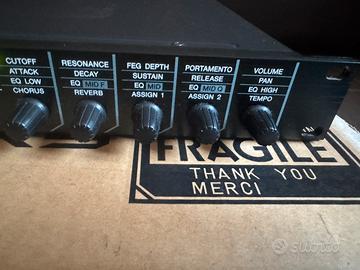 CUTOFF
ATTACK
EQ LOW
CHORUS
RESONANCE
DECAY
EQ MID F
REVERB
FEG DEPTH
SUSTAIN
EQ MID
ASSIGN 1
PORTAMENTO
RELEASE
EQ MID Q
ASSIGN 2
VOLUME
PAN
EQ HIGH
TEMPO
FRAGILE
THANK YOU
MERCI
subito